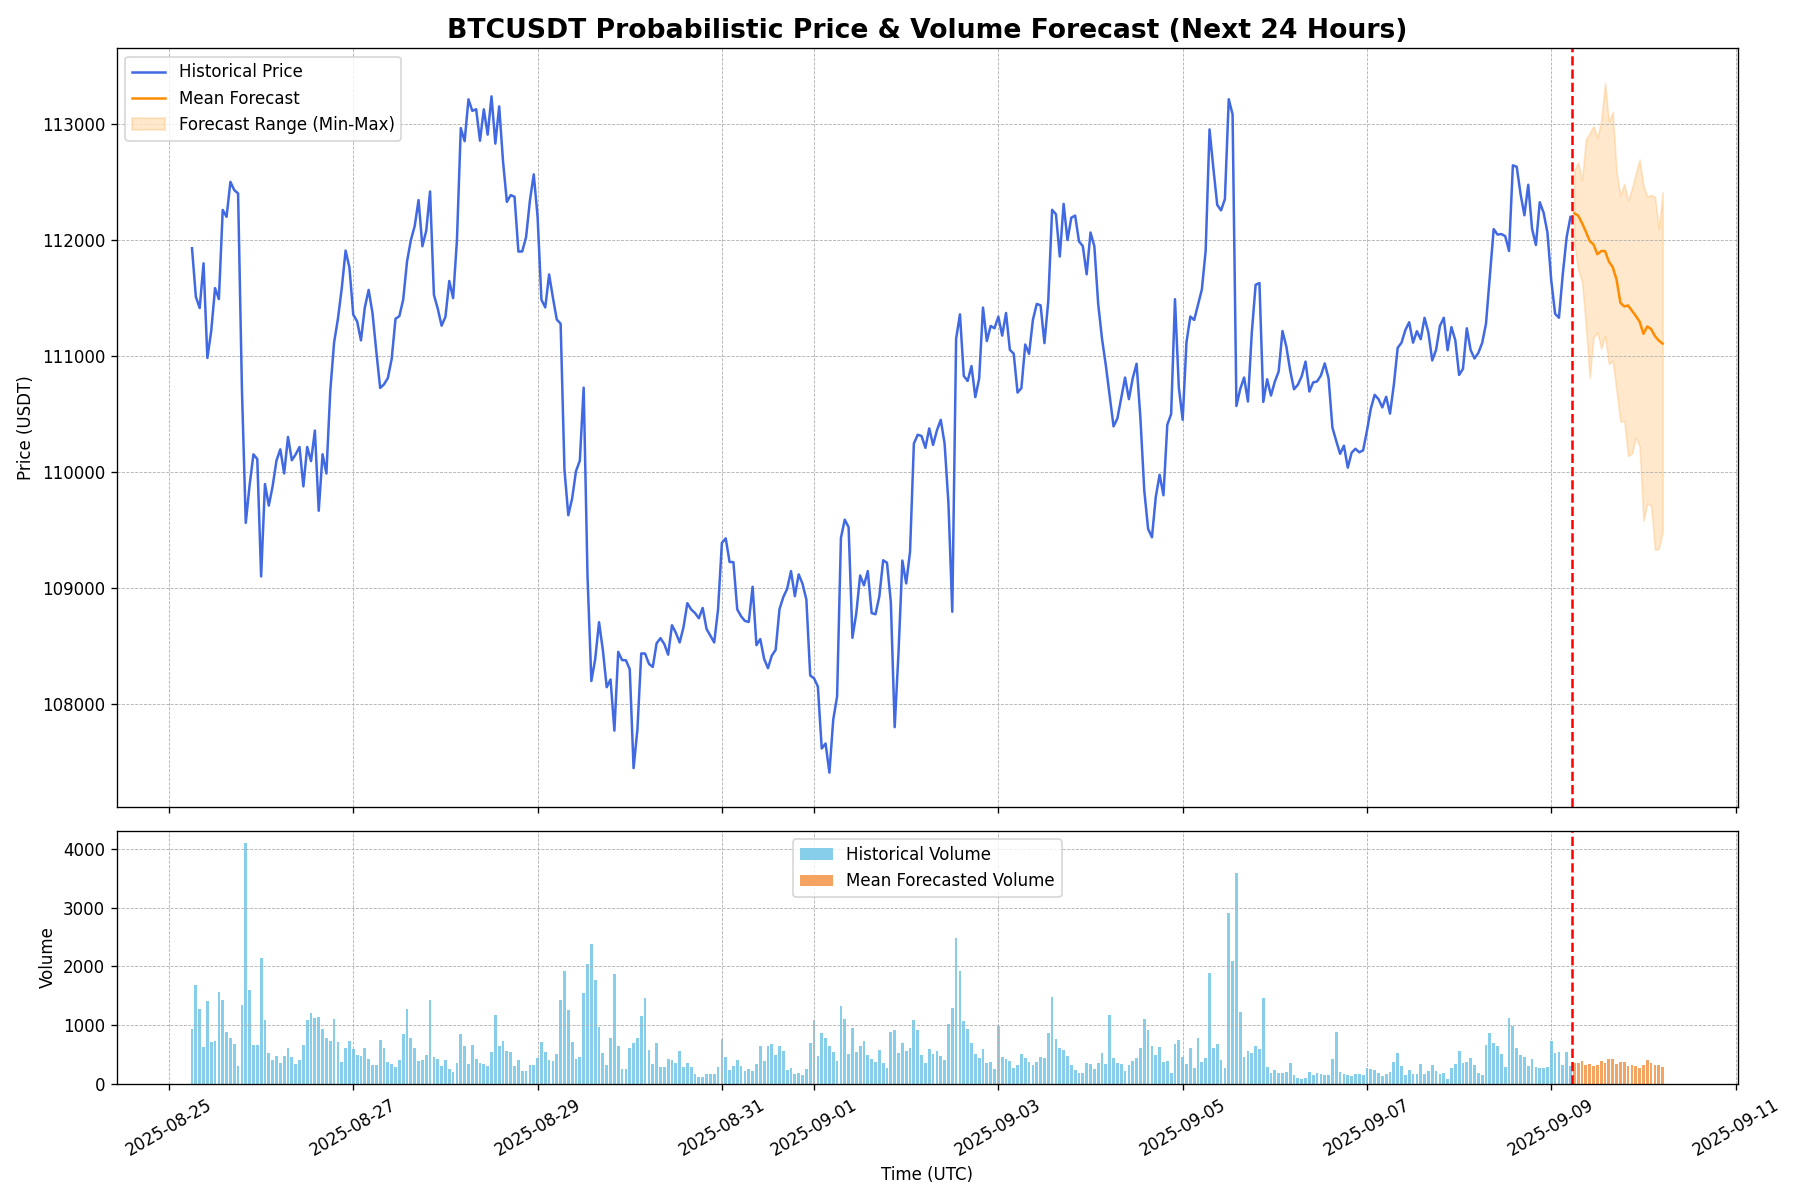 BTCUSDT Probabilistic Price & Volume Forecast (Next 24 Hours)
Historical Price
Mean Forecast
Forecast Range (Min-Max)
Price (USDT)
113000
112000
111000
110000
109000
108000
Historical Volume
Mean Forecasted Volume
Volume
4000
3000
2000
1000
0
2025-08-25
2025-08-27
2025-08-29
2025-08-31
2025-09-01
2025-09-03
2025-09-05
2025-09-07
2025-09-09
2025-09-11
Time (UTC)